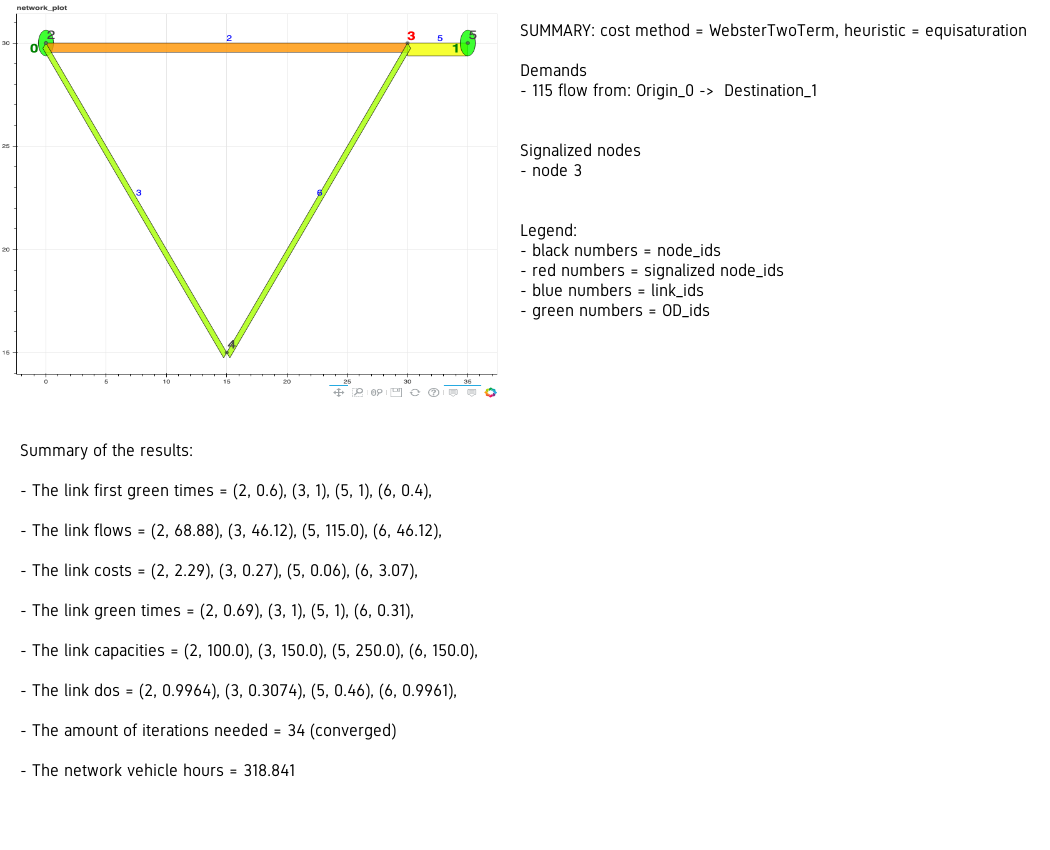 network_plot
2
2
5
3
5
30
0
1
25
3
6
20
4
15
0
5
10
15
20
25
30
35
SUMMARY: cost method = WebsterTwoTerm, heuristic = equisaturation
Demands
- 115 flow from: Origin_0 -> Destination_1
Signalized nodes
- node 3
Legend:
- black numbers = node_ids
- red numbers = signalized node_ids
- blue numbers = link_ids
- green numbers = OD_ids
Summary of the results:
- The link first green times = (2, 0.6), (3, 1), (5, 1), (6, 0.4),
- The link flows = (2, 68.88), (3, 46.12), (5, 115.0), (6, 46.12),
- The link costs = (2, 2.29), (3, 0.27), (5, 0.06), (6, 3.07),
- The link green times = (2, 0.69), (3, 1), (5, 1), (6, 0.31),
- The link capacities = (2, 100.0), (3, 150.0), (5, 250.0), (6, 150.0),
- The link dos = (2, 0.9964), (3, 0.3074), (5, 0.46), (6, 0.9961),
- The amount of iterations needed = 34 (converged)
- The network vehicle hours = 318.841